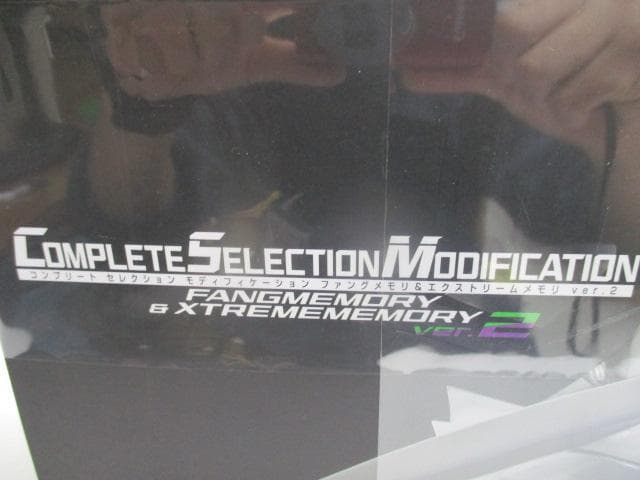 COMPLETE SELECTION MODIFICATION
コンプリート セレクション モディフィケーション ファングメモリ&エクストリームメモリ ver.2
FANGMEMORY
& XTREMEMEMORY
ver.2